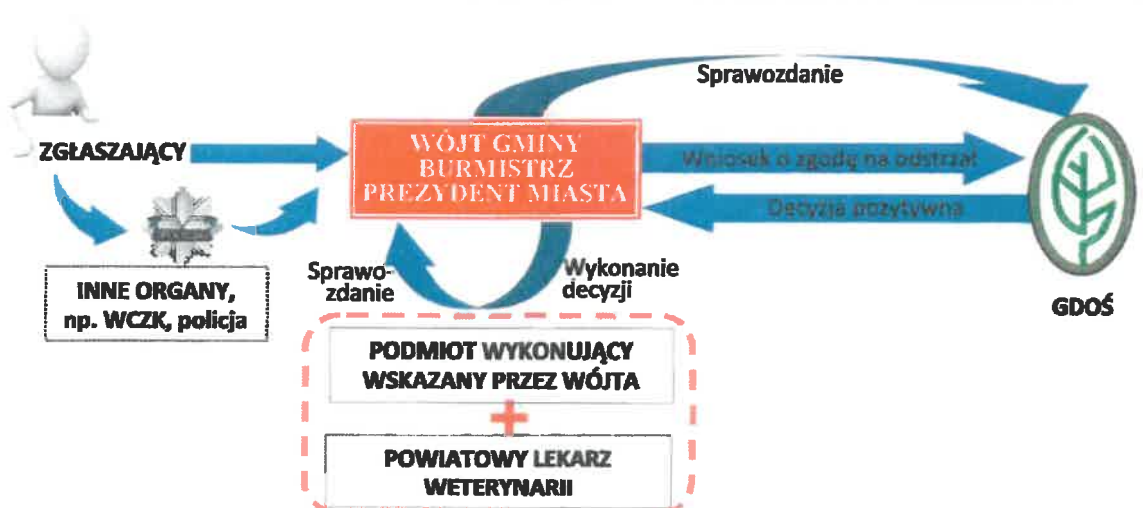 Sprawozdanie
ZGŁASZAJĄCY
WÓJT GMINY
BURMISTRZ
PREZYDENT MIASTA
Wniosek o zgodę na odstrzał
Decyzja pozytywna
INNE ORGANY,
np. WCZK, policja
Sprawo-
zdanie
Wykonanie
decyzji
GDOŚ
PODMIOT WYKONUJĄCY
WSKAZANY PRZEZ WÓJTA
+
POWIATOWY LEKARZ
WETERYNARII